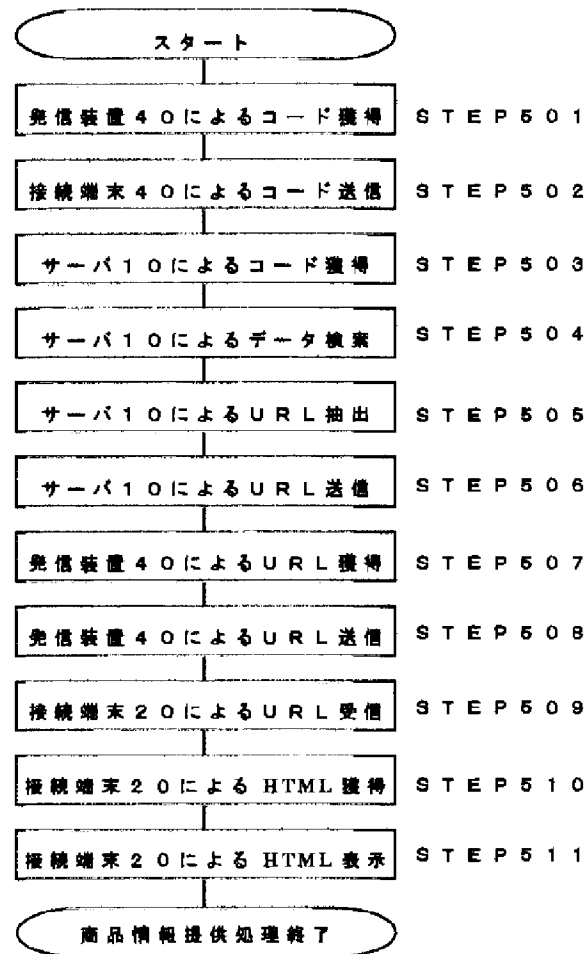 スタート
発信装置40によるコード獲得 STEP501
接続端末40によるコード送信 STEP502
サーバ10によるコード獲得 STEP503
サーバ10によるデータ検索 STEP504
サーバ10によるURL抽出 STEP505
サーバ10によるURL送信 STEP506
発信装置40によるURL獲得 STEP507
発信装置40によるURL送信 STEP508
接続端末20によるURL受信 STEP509
接続端末20による HTML 獲得 STEP510
接続端末20による HTML 表示 STEP511
商品情報提供処理終了